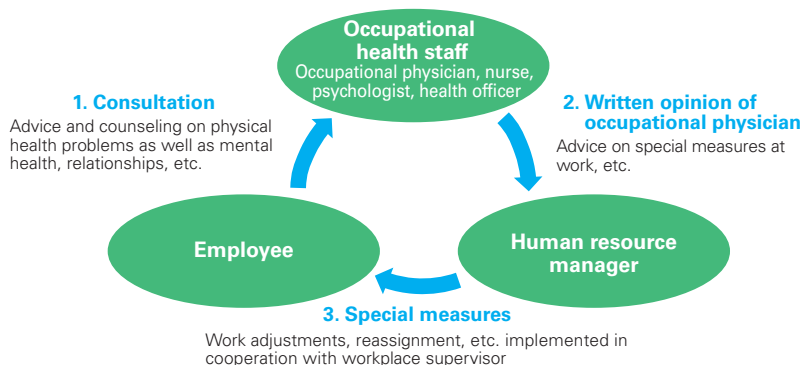 Occupational
health staff
Occupational physician, nurse,
psychologist, health officer
1. Consultation
Advice and counseling on physical
health problems as well as mental
health, relationships, etc.
2. Written opinion of
occupational physician
Advice on special measures at
work, etc.
Employee
Human resource
manager
3. Special measures
Work adjustments, reassignment, etc. implemented in
cooperation with workplace supervisor